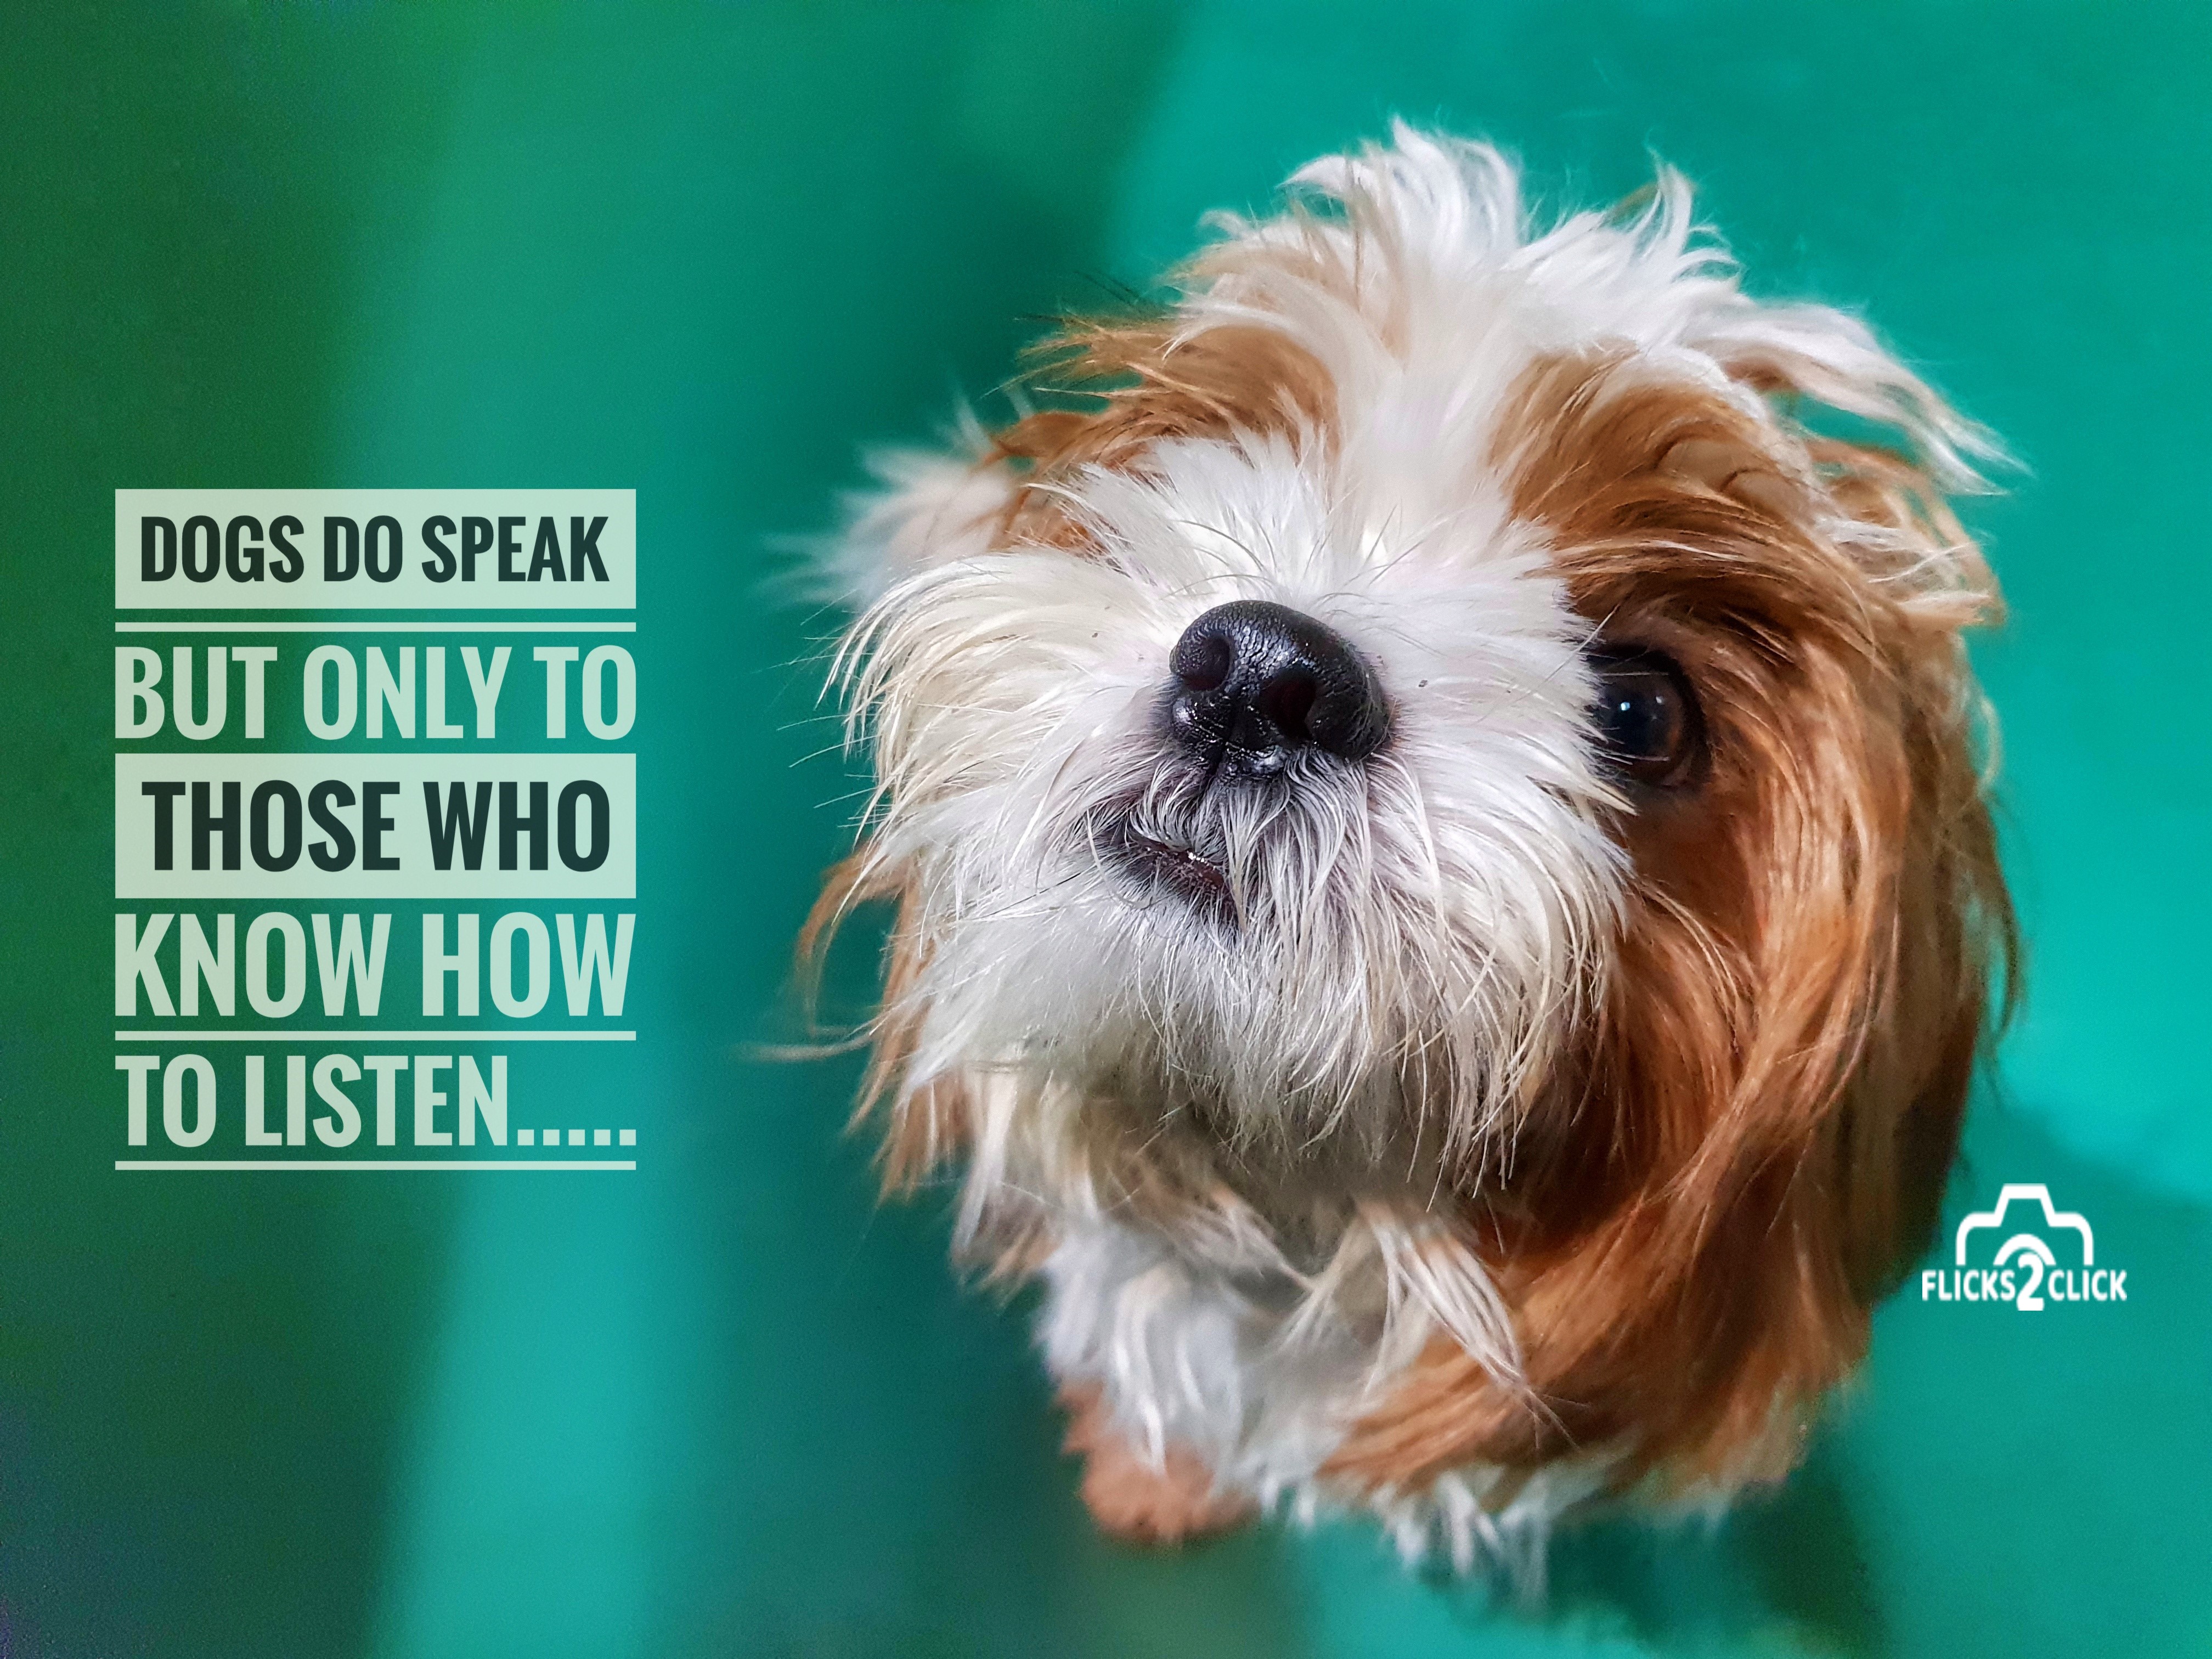 DOGS DO SPEAK
BUT ONLY TO
THOSE WHO
KNOW HOW
TO LISTEN.....
FLICKS2CLICK